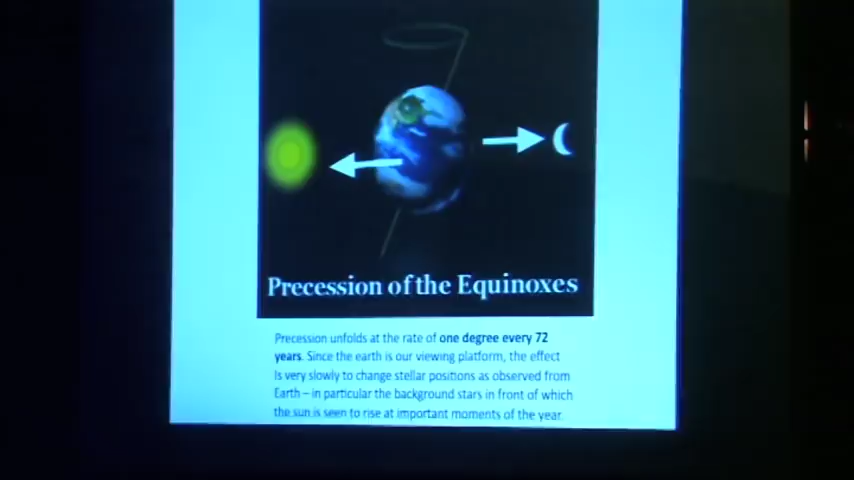 Precession of the Equinoxes
Precession unfolds at the rate of one degree every 72
years. Since the earth is our viewing platform, the effect
Is very slowly to change stellar positions as observed from
Earth – in particular the background stars in front of which
the sun is seen to rise at important moments of the year.